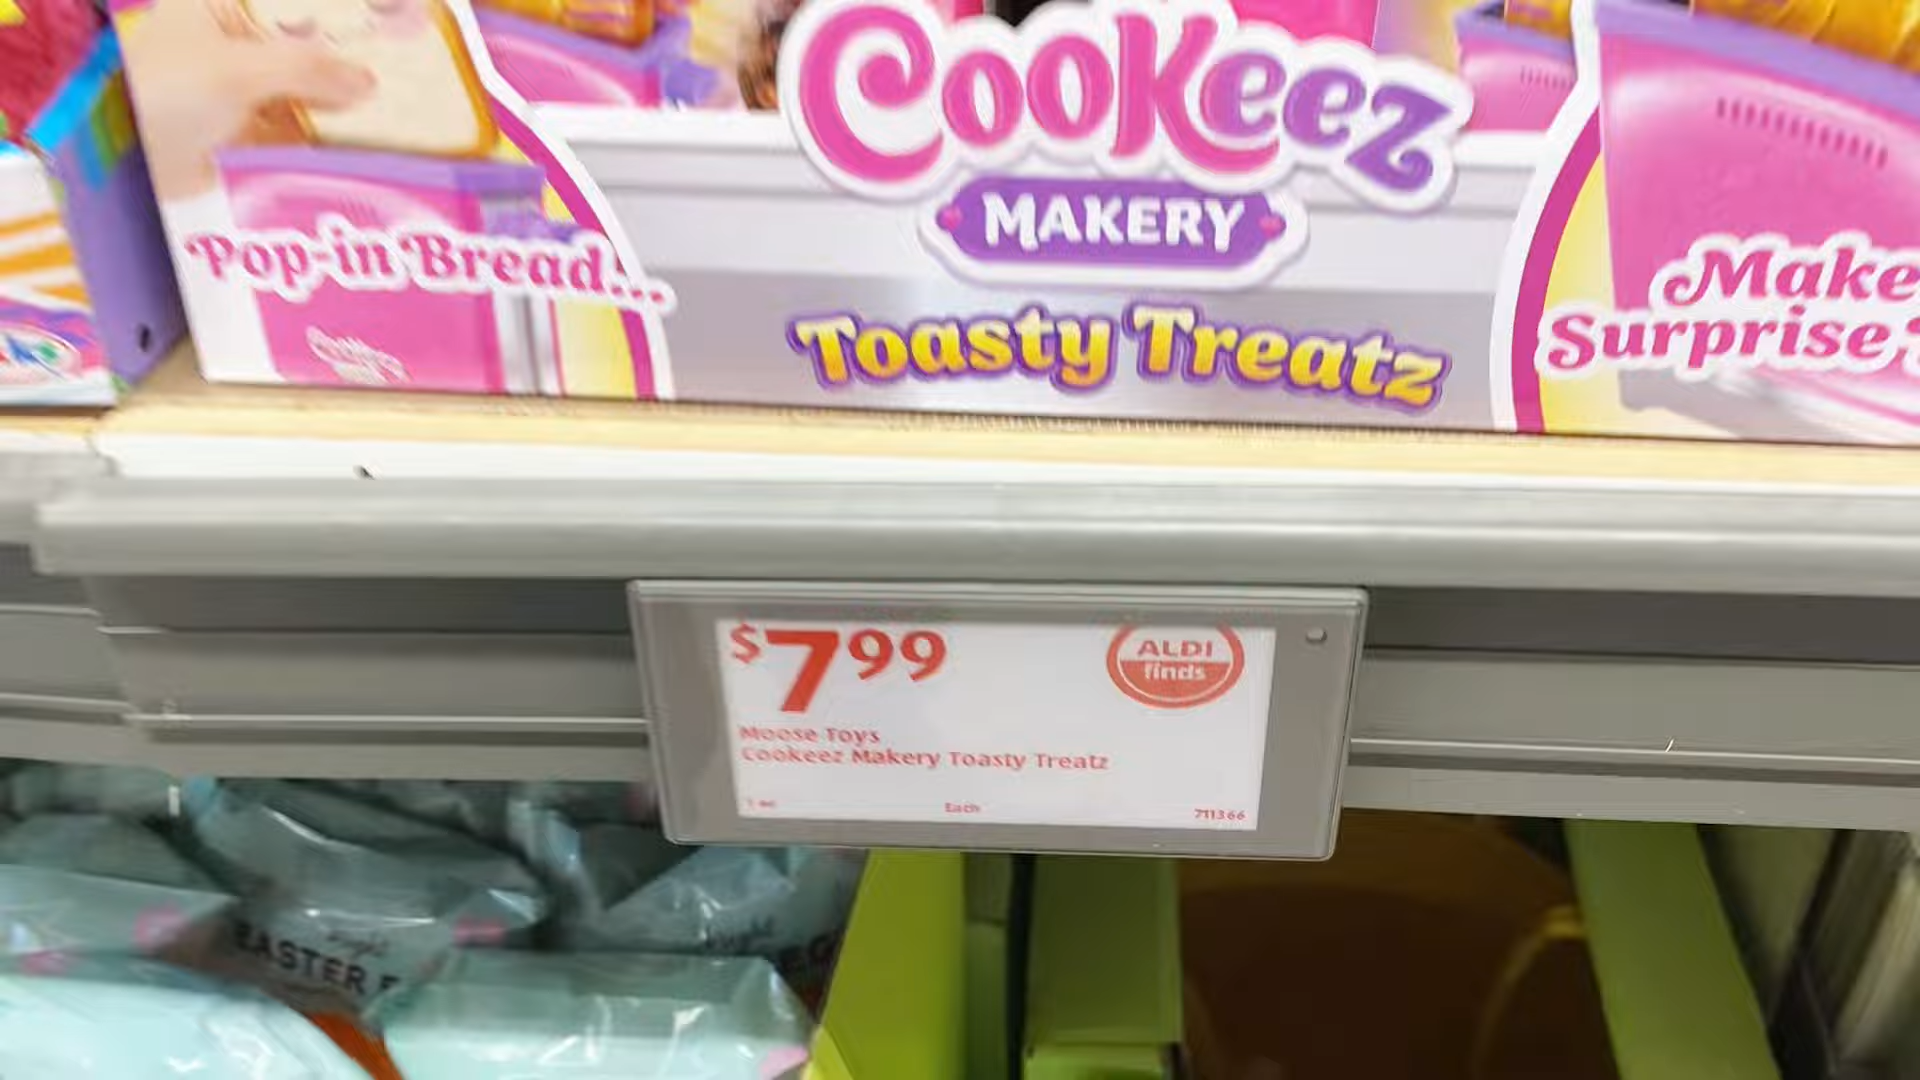 Cookeez
MAKERY
Toasty Treatz
Pop-in Bread...
Make
Surprise
$7.99
ALDI
finds
Moose Toys
Cookeez Makery Toasty Treatz
Each
711366
EASTER